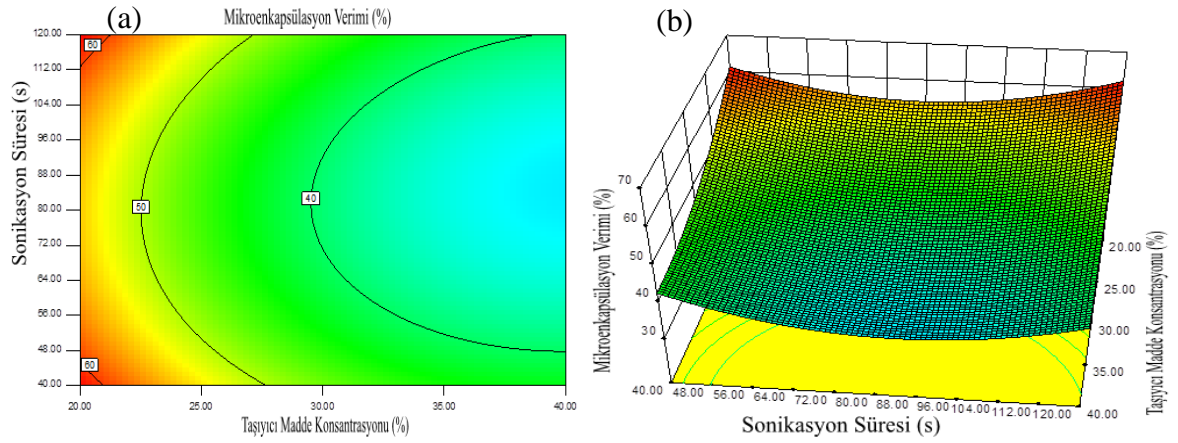 (a)
Mikroenkapsülasyon Verimi (%)
120.00
112.00
104.00
96.00
88.00
80.00
72.00
64.00
56.00
48.00
40.00
Sonikasyon Süresi (s)
60
50
40
60
20.00 25.00 30.00 35.00 40.00
Taşıyıcı Madde Konsantrasyonu (%)
(b)
Mikroenkapsülasyon Verimi (%)
70
60
50
40
30
40.00 48.00 56.00 64.00 72.00 80.00 88.00 96.00 104.00 112.00 120.00
Sonikasyon Süresi (s)
20.00
25.00
30.00
35.00
40.00
Taşıyıcı Madde Konsantrasyonu (%)